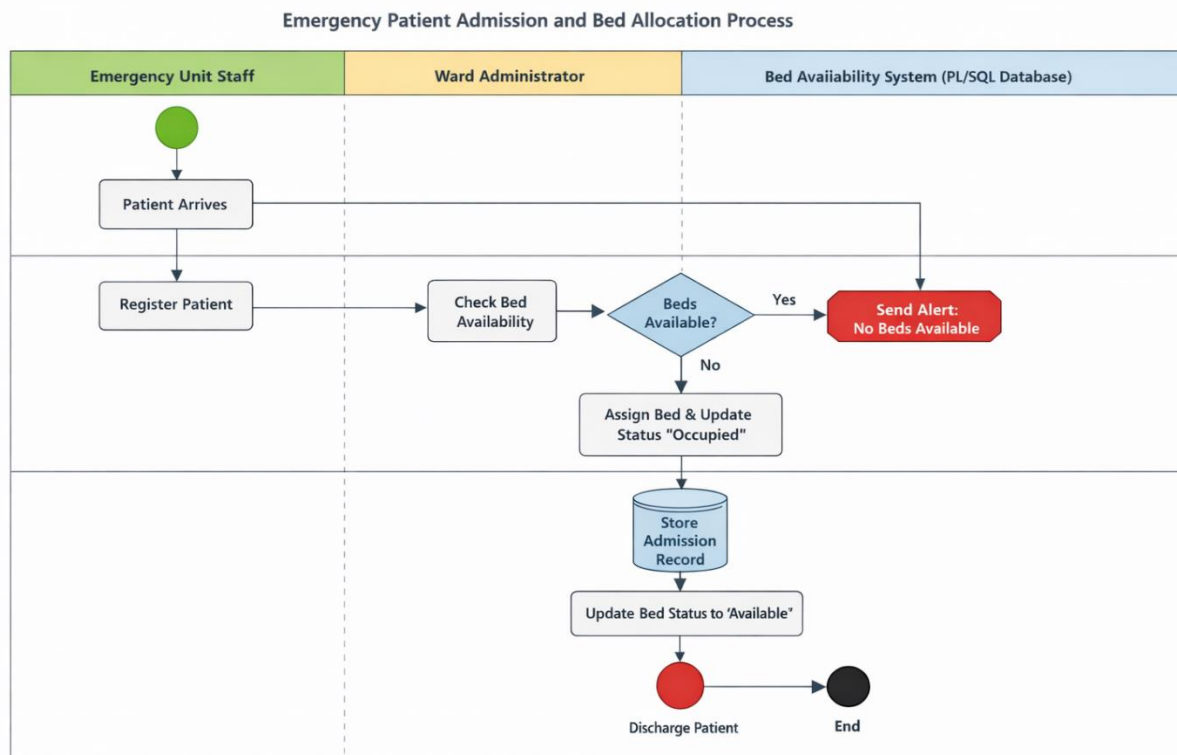 Emergency Patient Admission and Bed Allocation Process
Emergency Unit Staff
Ward Administrator
Bed Avaiiability System (PL/SQL Database)
Patient Arrives
Register Patient
Check Bed
Availability
Beds
Available?
Yes
Send Alert:
No Beds Available
No
Assign Bed & Update
Status "Occupied"
Store
Admission
Record
Update Bed Status to 'Available'
Discharge Patient
End